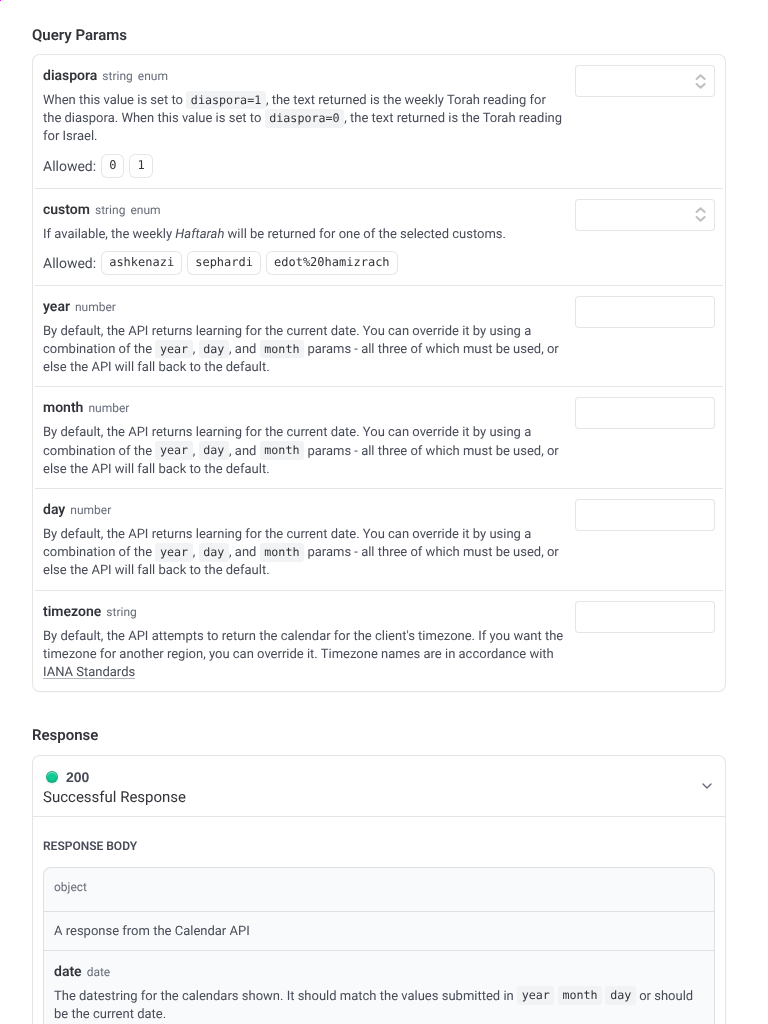 Query Params
diaspora string enum
When this value is set to diaspora=1, the text returned is the weekly Torah reading for
the diaspora. When this value is set to diaspora=0, the text returned is the Torah reading
for Israel.
Allowed: 0 1
custom string enum
If available, the weekly Haftarah will be returned for one of the selected customs.
Allowed: ashkenazi sephardi edot%20hamizrach
year number
By default, the API returns learning for the current date. You can override it by using a
combination of the year, day, and month params - all three of which must be used, or
else the API will fall back to the default.
month number
By default, the API returns learning for the current date. You can override it by using a
combination of the year, day, and month params - all three of which must be used, or
else the API will fall back to the default.
day number
By default, the API returns learning for the current date. You can override it by using a
combination of the year, day, and month params - all three of which must be used, or
else the API will fall back to the default.
timezone string
By default, the API attempts to return the calendar for the client's timezone. If you want the
timezone for another region, you can override it. Timezone names are in accordance with
IANA Standards
Response
200
Successful Response
RESPONSE BODY
object
A response from the Calendar API
date date
The datestring for the calendars shown. It should match the values submitted in year month day or should
be the current date.